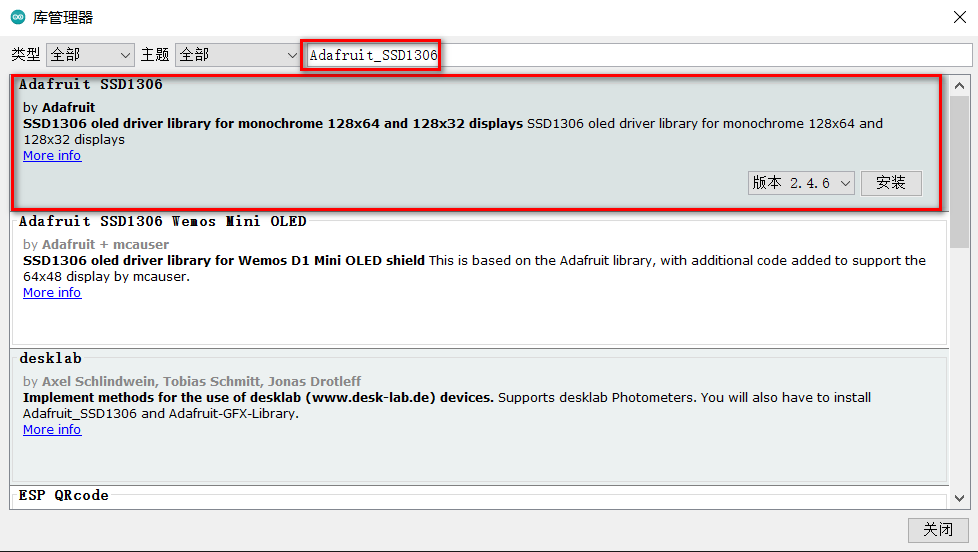 库管理器
类型 全部 主题 全部 Adafruit_SSD1306
Adafruit SSD1306
by Adafruit
SSD1306 oled driver library for monochrome 128x64 and 128x32 displays SSD1306 oled driver library for monochrome 128x64 and
128x32 displays
More info
版本 2.4.6 安装
Adafruit SSD1306 Wemos Mini OLED
by Adafruit + mcauser
SSD1306 oled driver library for Wemos D1 Mini OLED shield This is based on the Adafruit library, with additional code added to support the
64x48 display by mcauser.
More info
desklab
by Axel Schlindwein, Tobias Schmitt, Jonas Drotleff
Implement methods for the use of desklab (www.desk-lab.de) devices. Supports desklab Photometers. You will also have to install
Adafruit_SSD1306 and Adafruit-GFX-Library.
More info
ESP QRcode
关闭